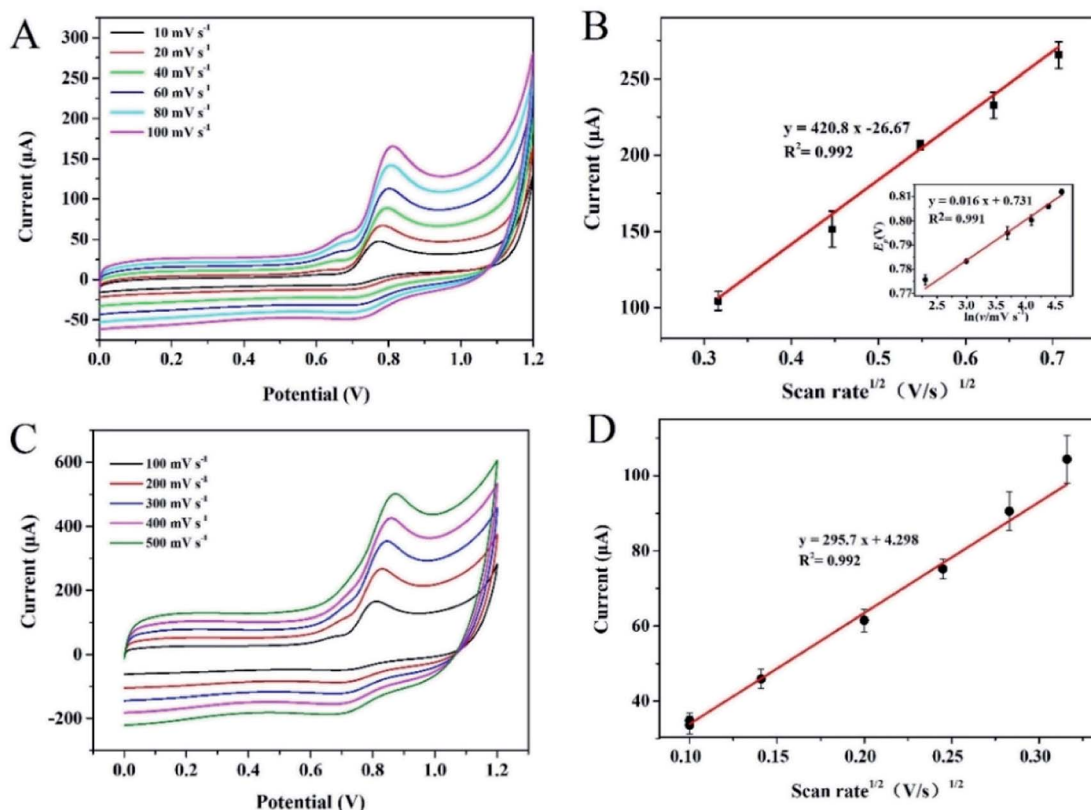 A
10 mV s⁻¹
20 mV s⁻¹
40 mV s⁻¹
60 mV s⁻¹
80 mV s⁻¹
100 mV s⁻¹
300
250
200
150
100
50
0
-50
Current (μA)
0.0 0.2 0.4 0.6 0.8 1.0 1.2
Potential (V)
B
250
200
150
100
Current (μA)
y = 420.8 x -26.67
R²= 0.992
0.81
0.80
0.79
0.78
0.77
y = 0.016 x + 0.731
R²= 0.991
2.5 3.0 3.5 4.0 4.5
ln(v/mV s⁻¹)
0.3 0.4 0.5 0.6 0.7
Scan rate¹/² (V/s) ¹/²
C
100 mV s⁻¹
200 mV s⁻¹
300 mV s⁻¹
400 mV s⁻¹
500 mV s⁻¹
600
400
200
0
-200
Current (μA)
0.0 0.2 0.4 0.6 0.8 1.0 1.2
Potential (V)
D
100
80
60
40
Current (μA)
y = 295.7 x + 4.298
R²= 0.992
0.10 0.15 0.20 0.25 0.30
Scan rate¹/² (V/s) ¹/²